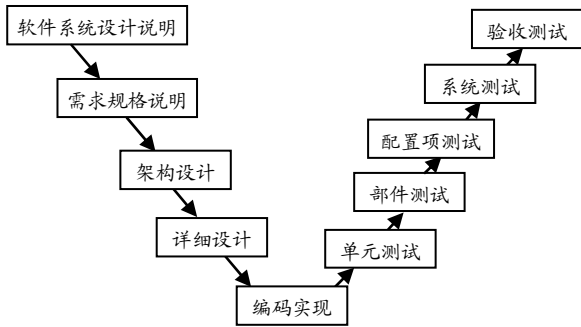 软件系统设计说明
需求规格说明
架构设计
详细设计
编码实现
单元测试
部件测试
配置项测试
系统测试
验收测试